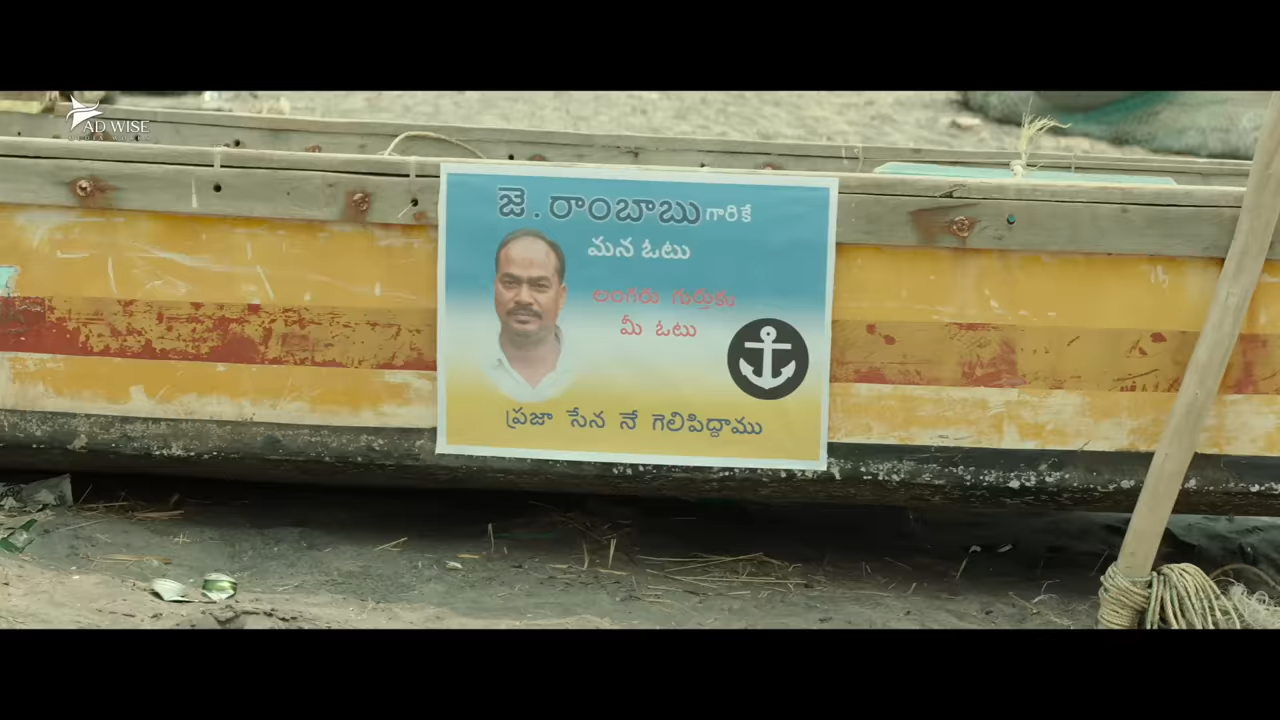 AD WISE
జె. రాంబాబు గారికే
మన ఓటు
లంగరు గుర్తుకు
మీ ఓటు
ప్రజా సేన నే గెలిపిద్దాము